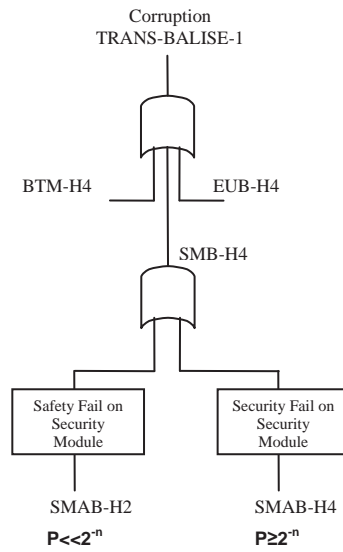 Corruption
TRANS-BALISE-1
BTM-H4
EUB-H4
SMB-H4
Safety Fail on
Security
Module
Security Fail on
Security
Module
SMAB-H2
SMAB-H4
P<<2⁻ⁿ
P≥2⁻ⁿ